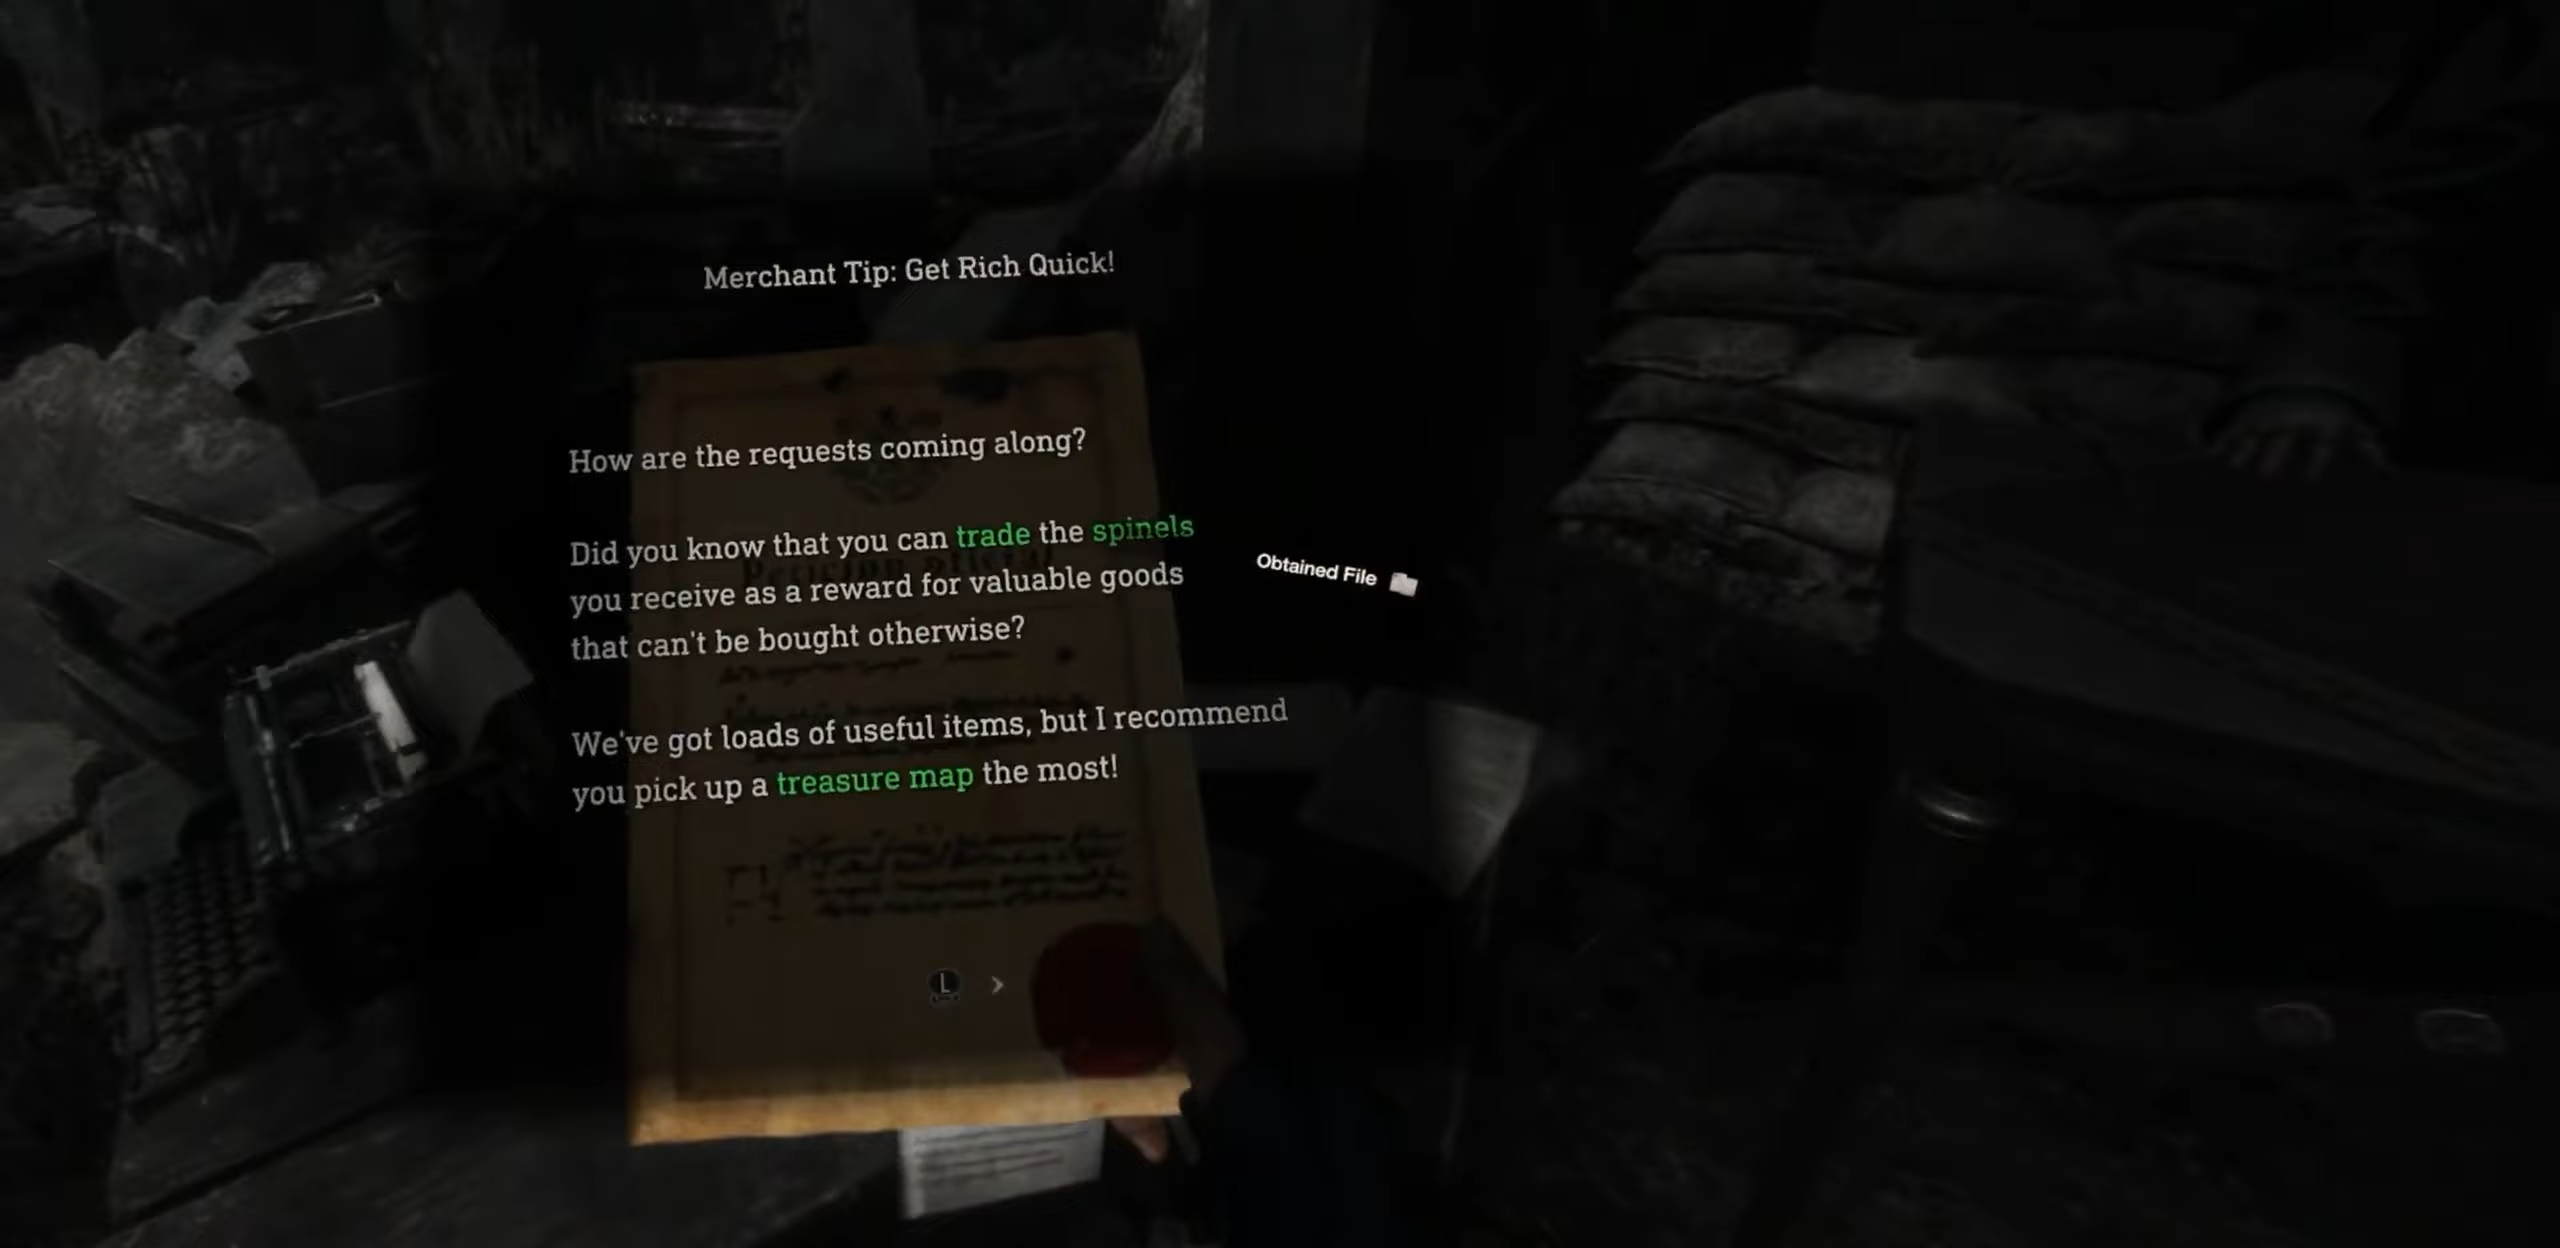 Merchant Tip: Get Rich Quick!
How are the requests coming along?
Did you know that you can trade the spinels
you receive as a reward for valuable goods
that can't be bought otherwise?
We've got loads of useful items, but I recommend
you pick up a treasure map the most!
Obtained File
L >